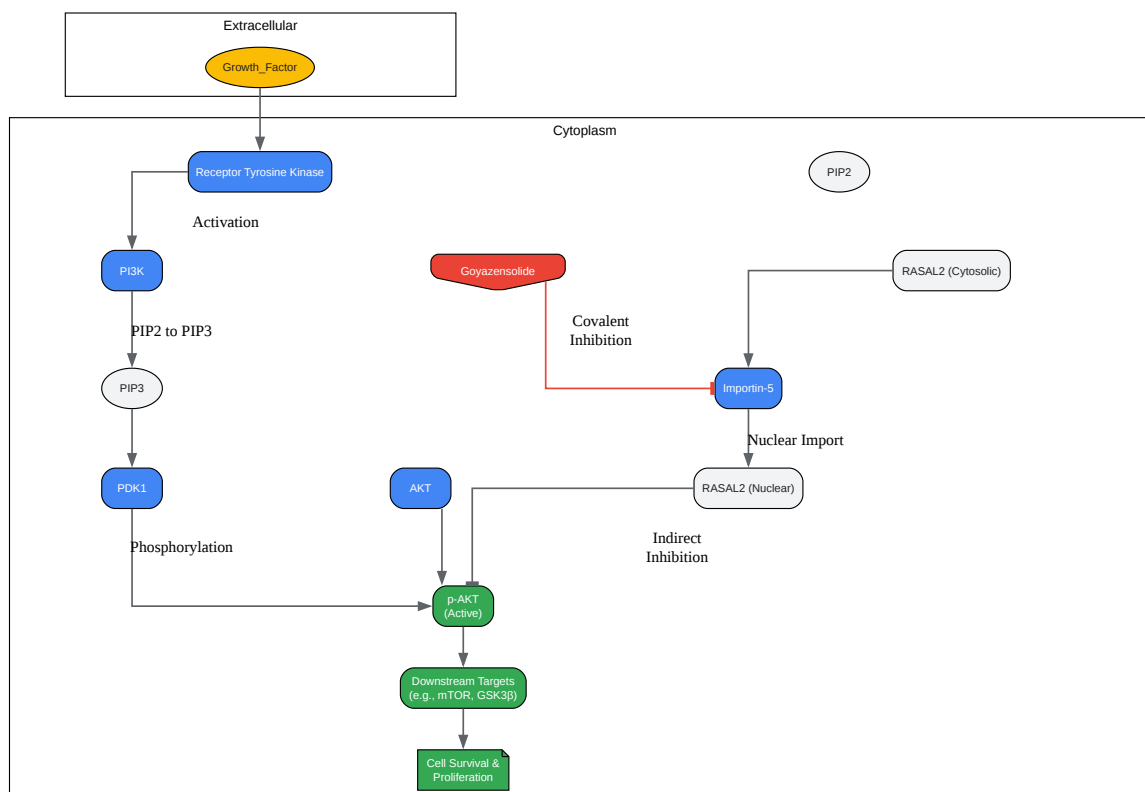 Extracellular
Growth_Factor
Cytoplasm
Receptor Tyrosine Kinase
PIP2
Activation
PI3K
Goyazensolide
RASAL2 (Cytosolic)
PIP2 to PIP3
Covalent
Inhibition
PIP3
Importin-5
Nuclear Import
PDK1
AKT
RASAL2 (Nuclear)
Phosphorylation
Indirect
Inhibition
p-AKT
(Active)
Downstream Targets
(e.g., mTOR, GSK3β)
Cell Survival &
Proliferation